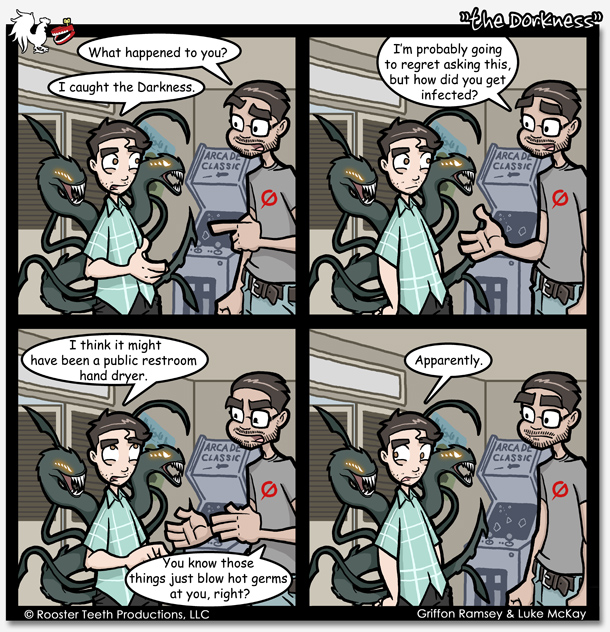 "the Dorkness"
What happened to you?
I caught the Darkness.
ARCADE
CLASSIC
I'm probably going
to regret asking this,
but how did you get
infected?
ARCADE
CLASSIC
I think it might
have been a public restroom
hand dryer.
ARCADE
CLASSIC
You know those
things just blow hot germs
at you, right?
Apparently.
ARCADE
CLASSIC
© Rooster Teeth Productions, LLC
Griffon Ramsey & Luke McKay